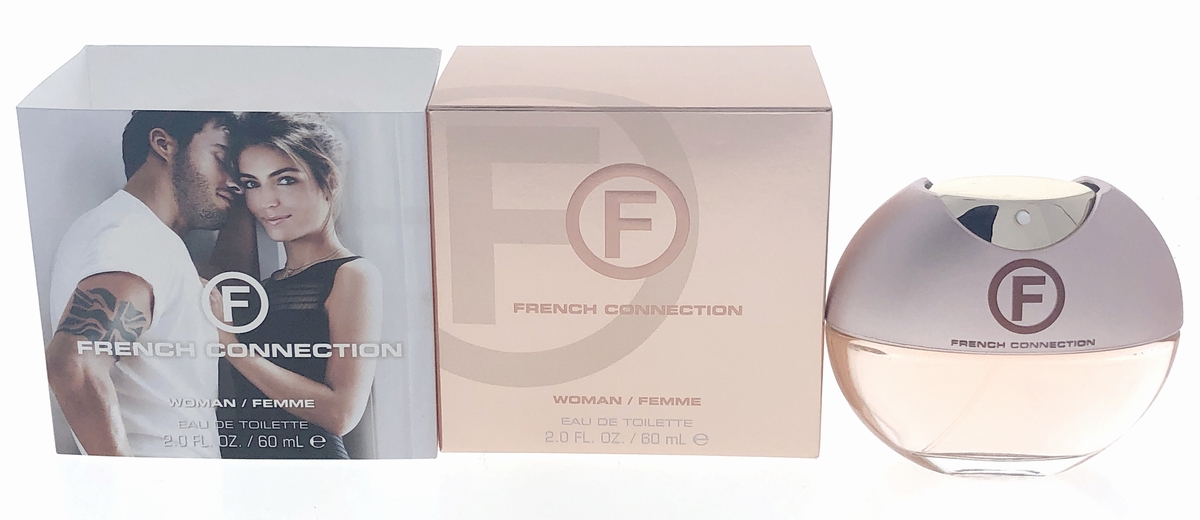 F
FRENCH CONNECTION
WOMAN / FEMME
EAU DE TOILETTE
2.0 FL. OZ. / 60 mL ℮
F
F
FRENCH CONNECTION
WOMAN / FEMME
EAU DE TOILETTE
2.0 FL. OZ. / 60 mL ℮
F
FRENCH CONNECTION